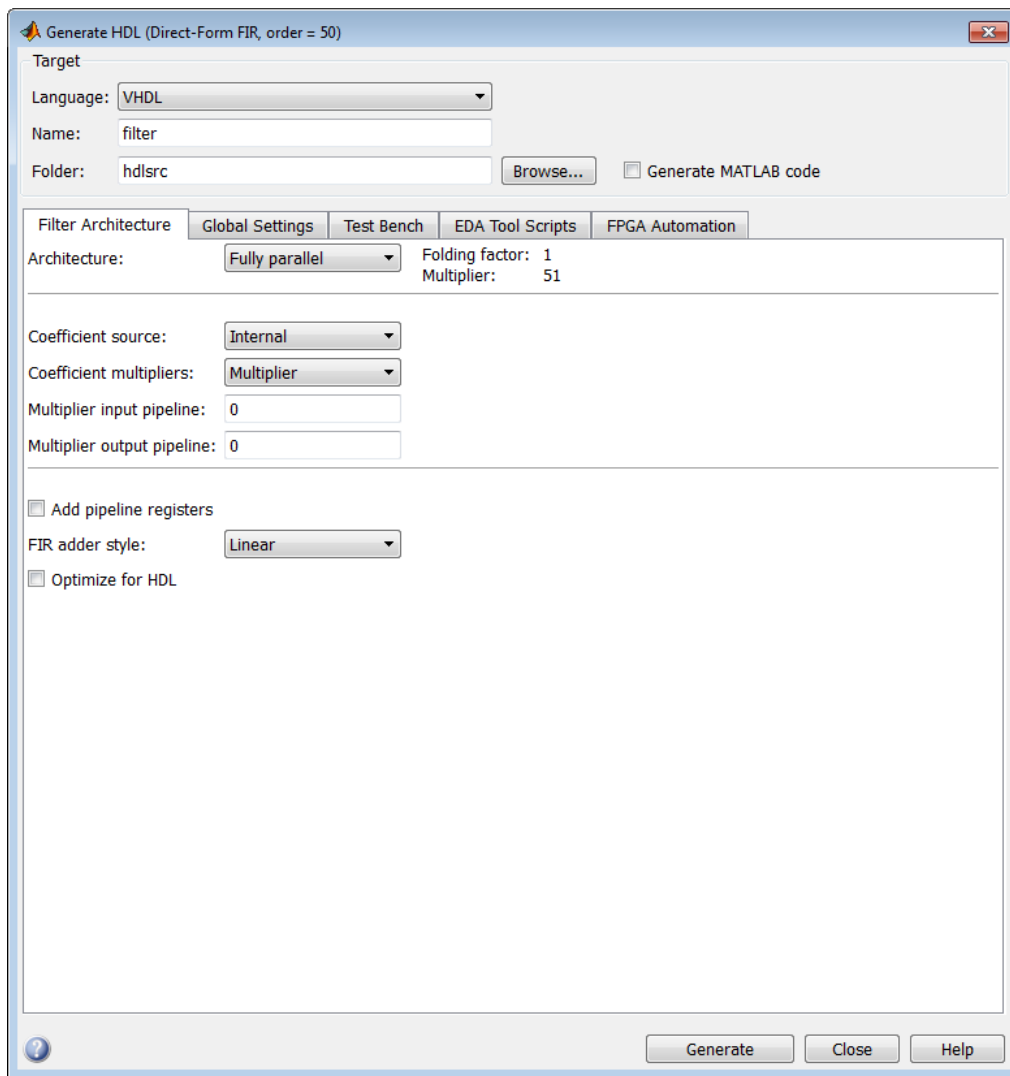 Generate HDL (Direct-Form FIR, order = 50)
Target
Language: VHDL
Name: filter
Folder: hdlsrc Browse... Generate MATLAB code
Filter Architecture Global Settings Test Bench EDA Tool Scripts FPGA Automation
Architecture: Fully parallel Folding factor: 1
Multiplier: 51
Coefficient source: Internal
Coefficient multipliers: Multiplier
Multiplier input pipeline: 0
Multiplier output pipeline: 0
Add pipeline registers
FIR adder style: Linear
Optimize for HDL
? Generate Close Help